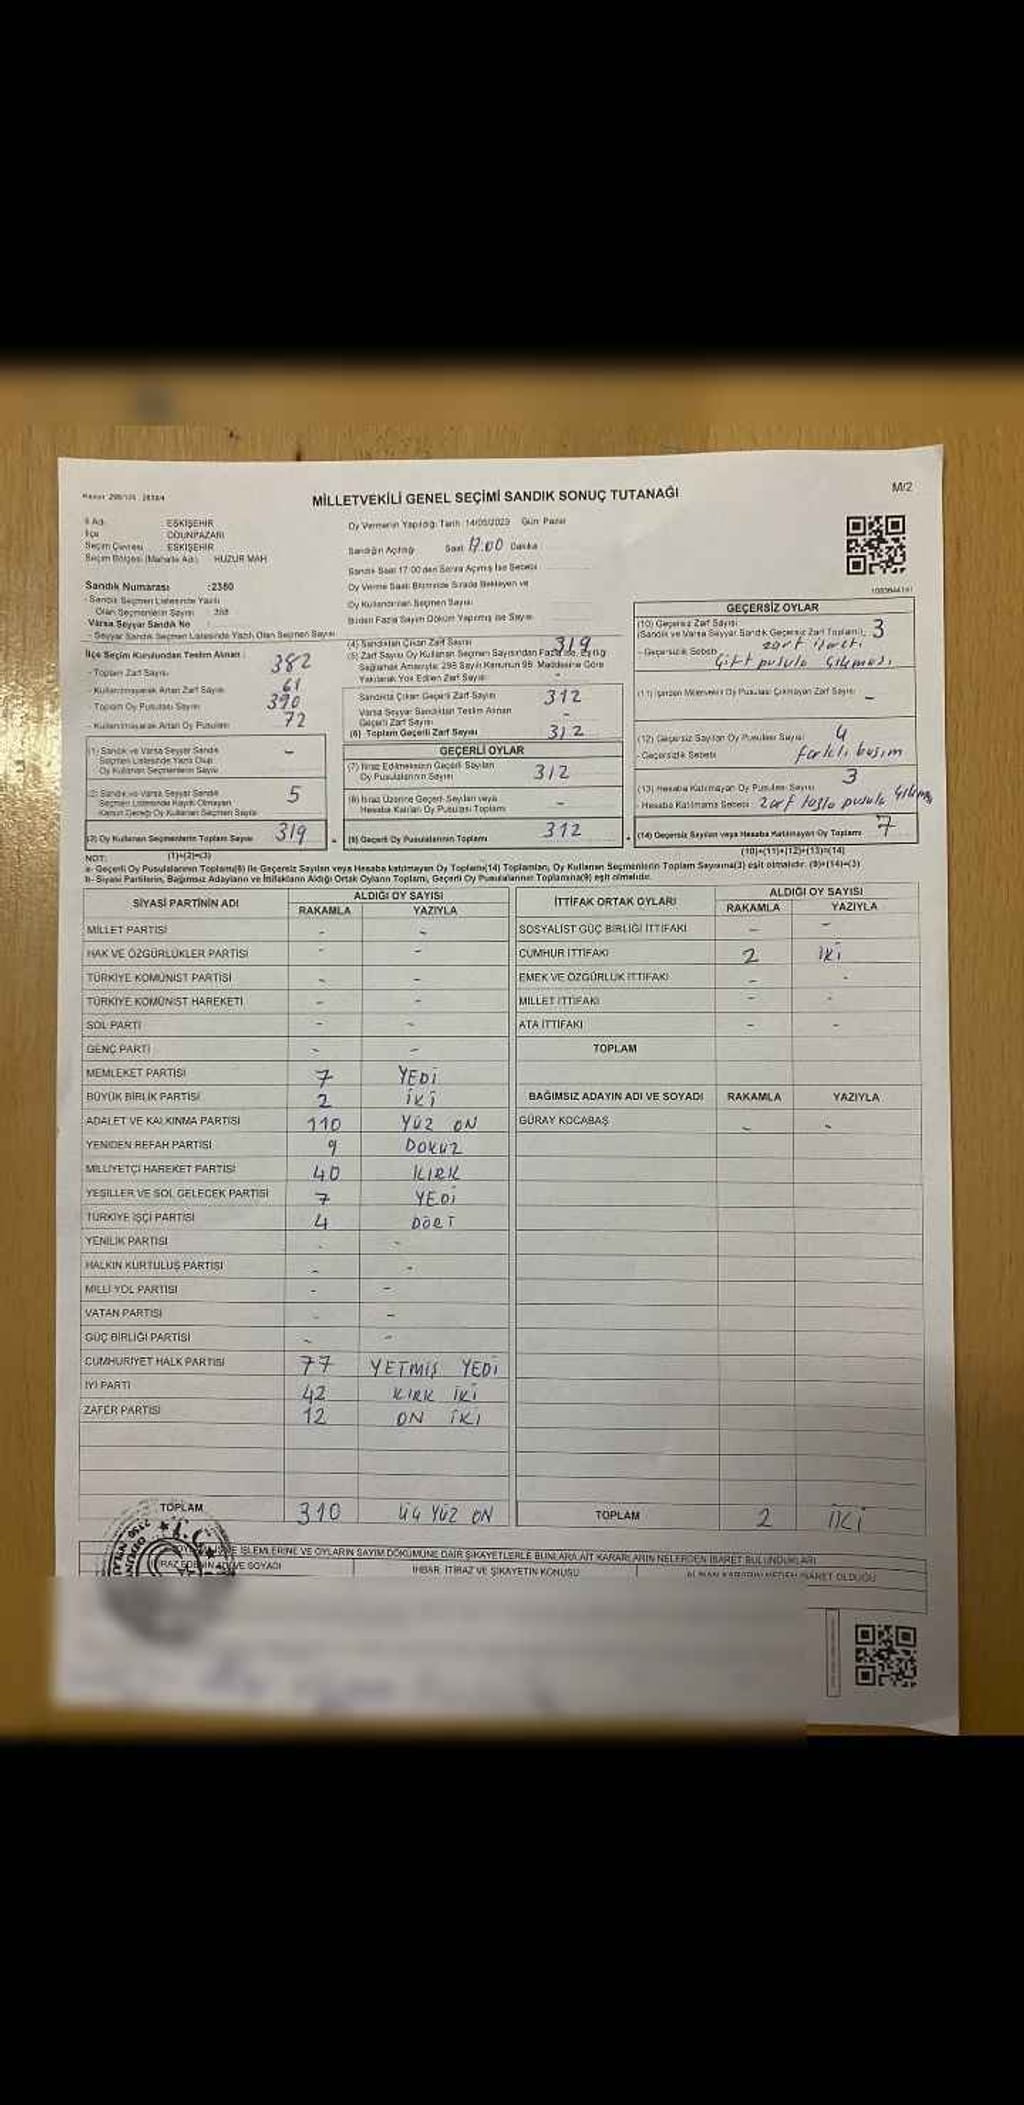 MİLLETVEKİLİ GENEL SEÇİMİ SANDIK SONUÇ TUTANAĞI
M/2
İl Adı ESKİŞEHİR
İlçe ODUNPAZARI
Seçim Çevresi ESKİŞEHİR
Seçim Bölgesi (Mahalle Adı) HUZUR MAH
Oy Vermenin Yapıldığı Tarih 14/05/2023 Gün Pazar
Sandığın Açıldığı Saat 17:00 Dakika
Sandık Saat 17:00'den Sonra Açılmış İse Sebebi
Oy Verme Saati Bitiminde Sırada Bekleyen ve
Oy Kullandırılan Seçmen Sayısı
Birden Fazla Sayım Döküm Yapılmış İse Sayısı
Sandık Numarası :2380
- Sandık Seçmen Listesinde Yazılı
Olan Seçmenlerin Sayısı
Varsa Seyyar Sandık No
- Seyyar Sandık Seçmen Listesinde Yazılı Olan Seçmen Sayısı
İlçe Seçim Kurulundan Teslim Alınan :
- Toplam Zarf Sayısı 382
- Kullanılmayarak Artan Zarf Sayısı 61
- Toplam Oy Pusulası Sayısı 390
- Kullanılmayarak Artan Oy Pusulası 72
(1) Sandık ve Varsa Seyyar Sandık
Seçmen Listesinde Yazılı Olup
Oy Kullanan Seçmenlerin Sayısı -
(2) Sandık ve Varsa Seyyar Sandık
Seçmen Listesinde Kayıtlı Olmayan
Kanun Gereği Oy Kullanan Seçmen Sayısı 5
(3) Oy Kullanan Seçmenlerin Toplam Sayısı 319
(1)+(2)=(3)
(4) Sandıktan Çıkan Zarf Sayısı 319
(5) Zarf Sayısı Oy Kullanan Seçmen Sayısından Fazla ise, Eşitliği
Sağlamak Amacıyla; 298 Sayılı Kanunun 98. Maddesine Göre
Yakılarak Yok Edilen Zarf Sayısı -
Sandıkta Çıkan Geçerli Zarf Sayısı 312
Varsa Seyyar Sandıktan Teslim Alınan
Geçerli Zarf Sayısı -
(6) Toplam Geçerli Zarf Sayısı 312
GEÇERLİ OYLAR
(7) İtiraz Edilmeksizin Geçerli Sayılan
Oy Pusulalarının Sayısı 312
(8) İtiraz Üzerine Geçerli Sayılan veya
Hesaba Katılan Oy Pusulası Toplamı -
(9) Geçerli Oy Pusulalarının Toplamı 312
GEÇERSİZ OYLAR
(10) Geçersiz Zarf Sayısı
(Sandık ve Varsa Seyyar Sandık Geçersiz Zarf Toplamı); 3
- Geçersizlik Sebebi
çift pusula çıkması
(11) İçinden Milletvekili Oy Pusulası Çıkmayan Zarf Sayısı -
(12) Geçersiz Sayılan Oy Pusulası Sayısı 4
- Geçersizlik Sebebi farklı basım
(13) Hesaba Katılmayan Oy Pusulası Sayısı 3
- Hesaba Katılmama Sebebi
(14) Geçersiz Sayılan veya Hesaba Katılmayan Oy Toplamı 7
(10)+(11)+(12)+(13)=(14)
NOT:
a- Geçerli Oy Pusulalarının Toplamı(9) ile Geçersiz Sayılan veya Hesaba katılmayan Oy Toplamı(14) Toplamları, Oy Kullanan Seçmenlerin Toplam Sayısına(3) eşit olmalıdır. (9)+(14)=(3)
b- Siyasi Partilerin, Bağımsız Adayların ve İttifakların Aldığı Ortak Oyların Toplamı, Geçerli Oy Pusulalarının Toplamına(9) eşit olmalıdır.
SİYASİ PARTİNİN ADI ALDIĞI OY SAYISI
RAKAMLA YAZIYLA
MİLLET PARTİSİ - -
HAK VE ÖZGÜRLÜKLER PARTİSİ - -
TÜRKİYE KOMÜNİST PARTİSİ - -
TÜRKİYE KOMÜNİST HAREKETİ - -
SOL PARTİ - -
GENÇ PARTİ - -
MEMLEKET PARTİSİ 7 YEDİ
BÜYÜK BİRLİK PARTİSİ 2 İKİ
ADALET VE KALKINMA PARTİSİ 110 YÜZ ON
YENİDEN REFAH PARTİSİ 9 DOKUZ
MİLLİYETÇİ HAREKET PARTİSİ 40 KIRK
YEŞİLLER VE SOL GELECEK PARTİSİ 7 YEDİ
TÜRKİYE İŞÇİ PARTİSİ 4 DÖRT
YENİLİK PARTİSİ - -
HALKIN KURTULUŞ PARTİSİ - -
MİLLİ YOL PARTİSİ - -
VATAN PARTİSİ - -
GÜÇ BİRLİĞİ PARTİSİ - -
CUMHURİYET HALK PARTİSİ 77 YETMİŞ YEDİ
İYİ PARTİ 42 KIRK İKİ
ZAFER PARTİSİ 12 ON İKİ
TOPLAM 310 ÜÇ YÜZ ON
İTTİFAK ORTAK OYLARI ALDIĞI OY SAYISI
RAKAMLA YAZIYLA
SOSYALİST GÜÇ BİRLİĞİ İTTİFAKI - -
CUMHUR İTTİFAKI 2 İKİ
EMEK VE ÖZGÜRLÜK İTTİFAKI - -
MİLLET İTTİFAKI - -
ATA İTTİFAKI - -
TOPLAM
BAĞIMSIZ ADAYIN ADI VE SOYADI RAKAMLA YAZIYLA
GÜRAY KOCABAŞ - -
TOPLAM 2 İKİ
İŞLEMLERİNE VE OYLARIN SAYIM DÖKÜMÜNE DAİR ŞİKAYETLERLE BUNLARA AİT KARARLARIN NELERDEN İBARET BULUNDUKLARI
ADI VE SOYADI
İHBAR, İTİRAZ VE ŞİKAYETİN KONUSU